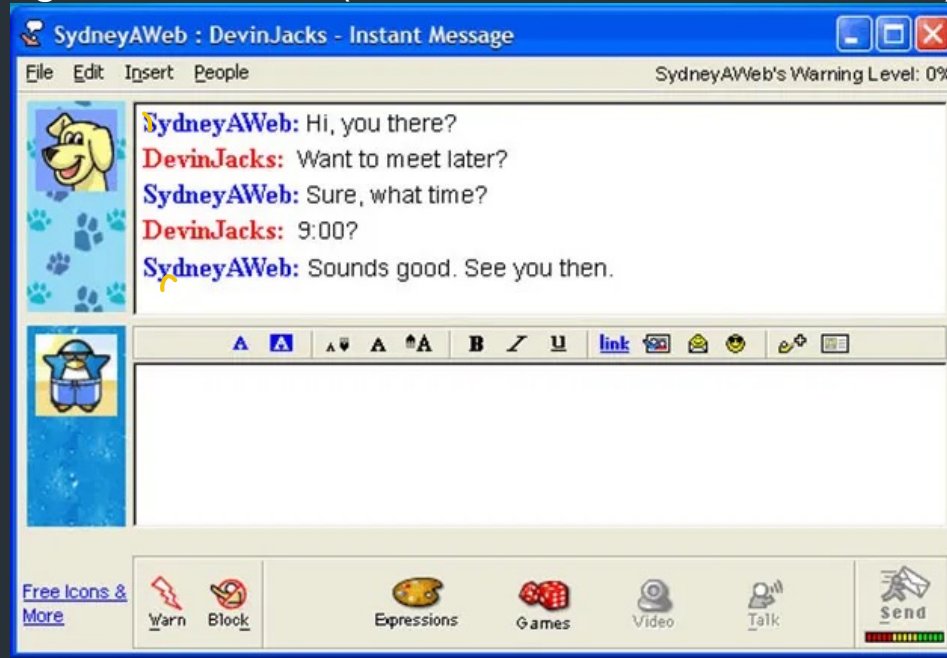 SydneyAWeb : DevinJacks - Instant Message
File Edit Insert People SydneyAWeb's Warning Level: 0%
SydneyAWeb: Hi, you there?
DevinJacks: Want to meet later?
SydneyAWeb: Sure, what time?
DevinJacks: 9:00?
SydneyAWeb: Sounds good. See you then.
A A A A A B I U link
Free Icons & More
Warn Block Expressions Games Video Talk Send